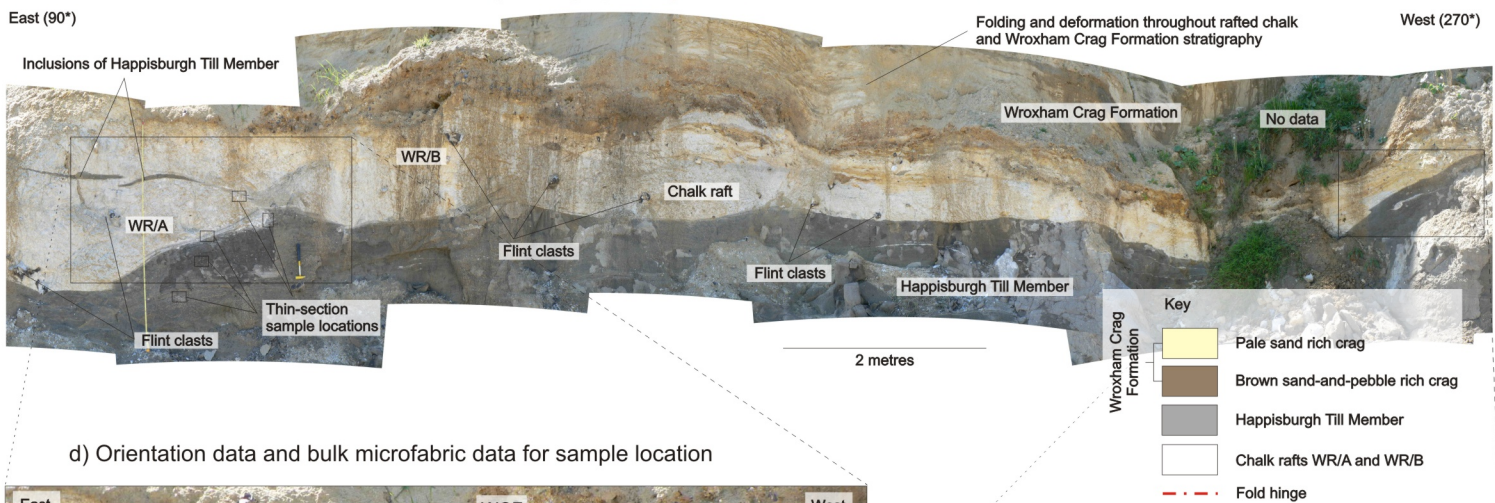 East (90*)
West (270*)
Folding and deformation throughout rafted chalk
and Wroxham Crag Formation stratigraphy
Inclusions of Happisburgh Till Member
Wroxham Crag Formation
No data
WR/B
Chalk raft
WR/A
Flint clasts
Flint clasts
Happisburgh Till Member
Thin-section
sample locations
Flint clasts
2 metres
Key
Wroxham Crag
Formation
Pale sand rich crag
Brown sand-and-pebble rich crag
Happisburgh Till Member
Chalk rafts WR/A and WR/B
Fold hinge
d) Orientation data and bulk microfabric data for sample location
East
West